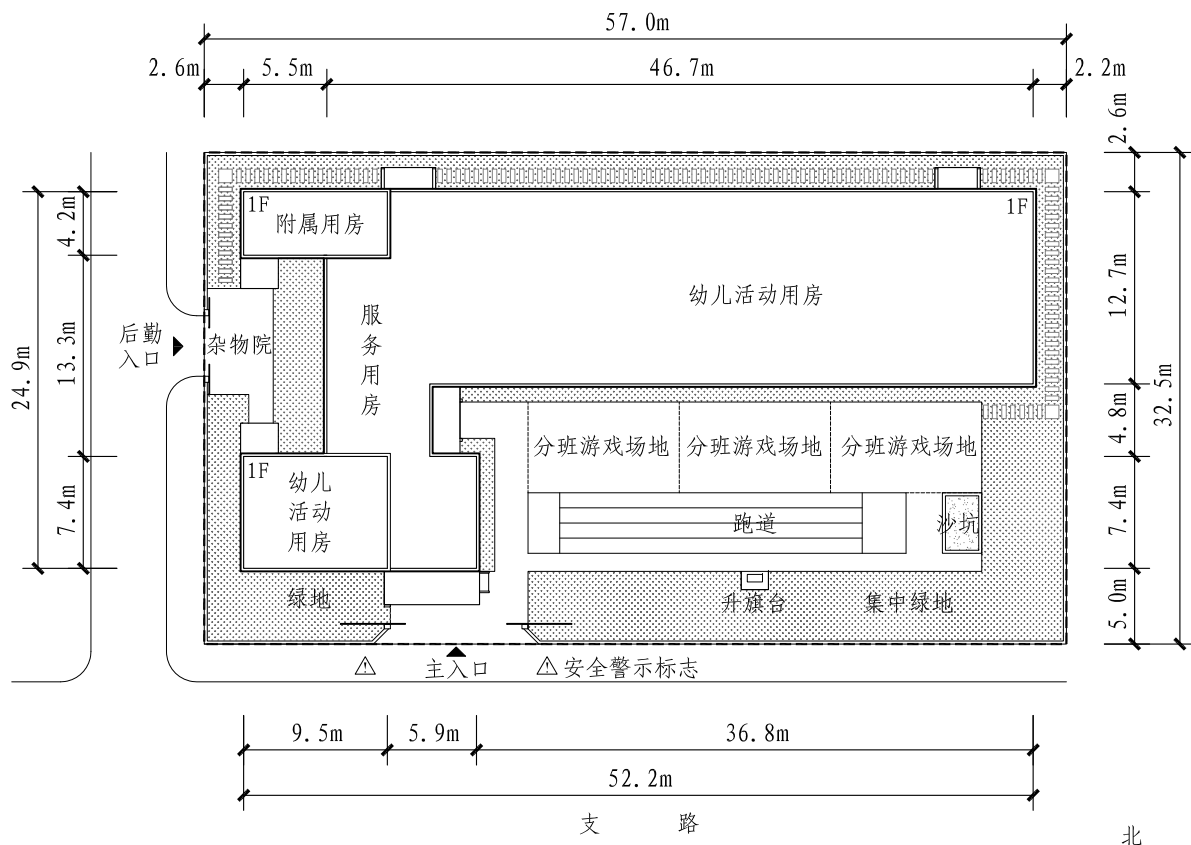 57.0m
2.6m
5.5m
46.7m
2.2m
2.6m
1F
附属用房
1F
4.2m
12.7m
幼儿活动用房
服
务
用
房
后勤
入口
杂物院
24.9m
13.3m
32.5m
4.8m
分班游戏场地
分班游戏场地
分班游戏场地
1F
幼儿
活动
用房
7.4m
7.4m
跑道
沙坑
绿地
升旗台
集中绿地
5.0m
主入口
安全警示标志
9.5m
5.9m
36.8m
52.2m
支 路
北